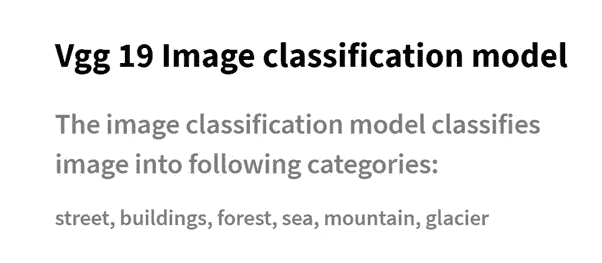 Vgg 19 Image classification model
The image classification model classifies
image into following categories:
street, buildings, forest, sea, mountain, glacier